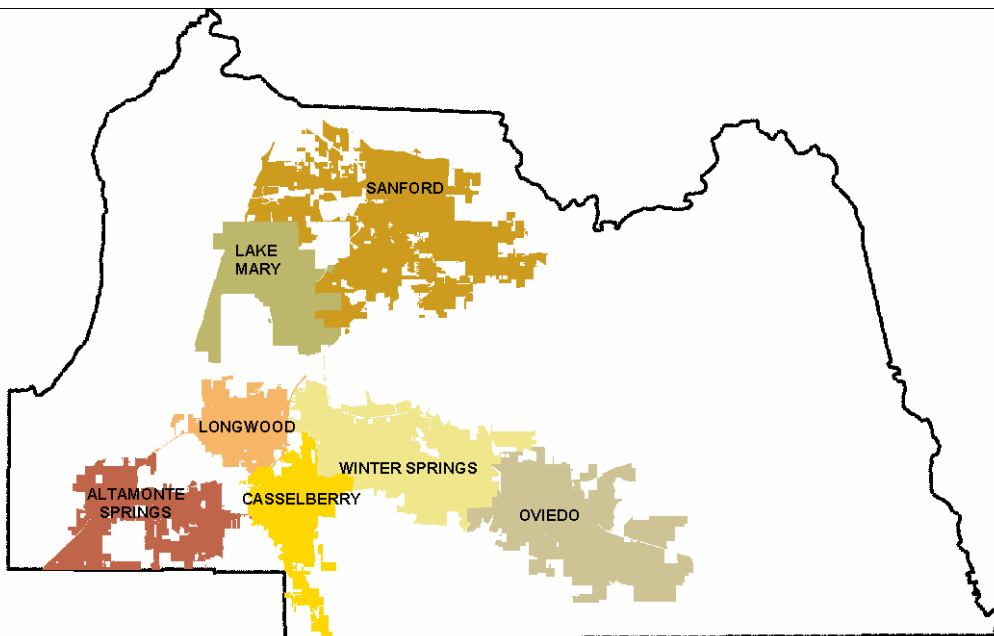 SANFORD
LAKE
MARY
LONGWOOD
WINTER SPRINGS
ALTAMONTE
SPRINGS
CASSELBERRY
OVIEDO